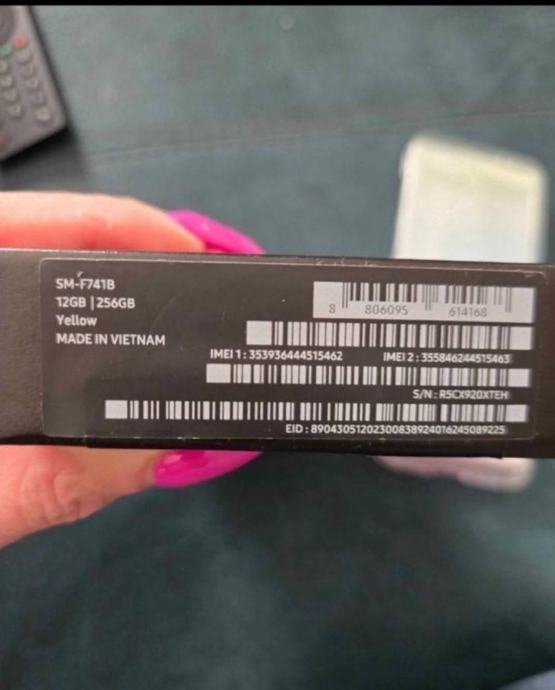 SM-F741B
12GB | 256GB
Yellow
MADE IN VIETNAM
8 806095 614168
IMEI 1 : 353936444515462 IMEI 2 : 355846244515463
S/N : R5CX920XTEH
EID : 89043051202300838924016245089225